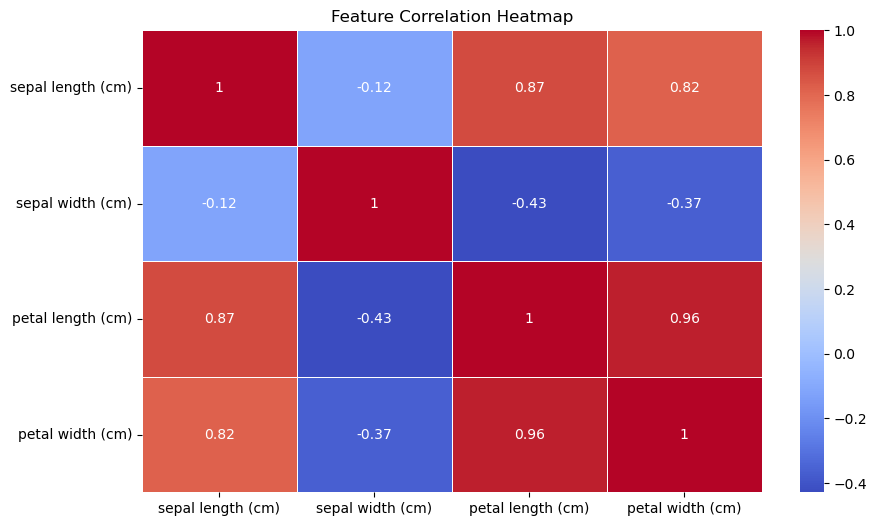 Feature Correlation Heatmap
sepal length (cm) 1 -0.12 0.87 0.82
sepal width (cm) -0.12 1 -0.43 -0.37
petal length (cm) 0.87 -0.43 1 0.96
petal width (cm) 0.82 -0.37 0.96 1
sepal length (cm) sepal width (cm) petal length (cm) petal width (cm)
1.0
0.8
0.6
0.4
0.2
0.0
−0.2
−0.4